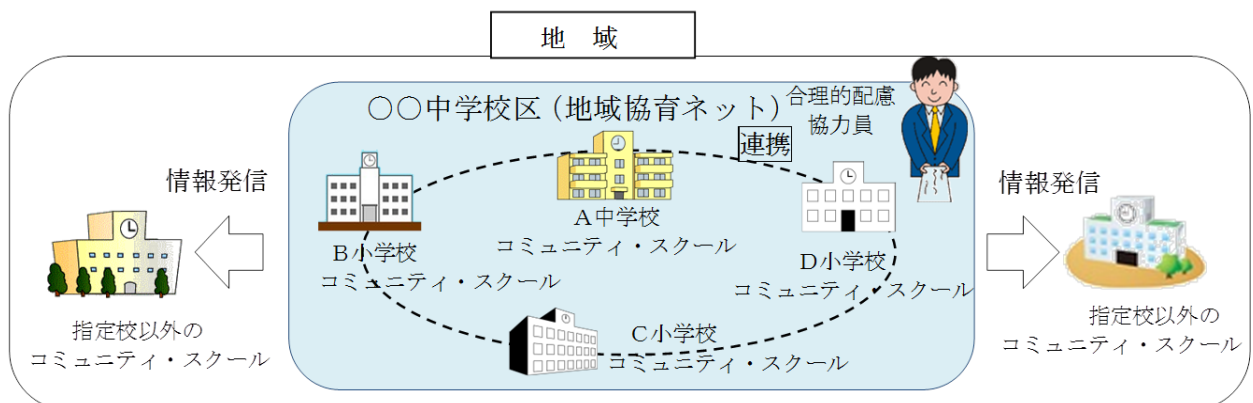 地　域
〇〇中学校区（地域協育ネット）
合理的配慮
協力員
連携
情報発信
情報発信
A中学校
コミュニティ・スクール
B小学校
コミュニティ・スクール
D小学校
コミュニティ・スクール
C小学校
コミュニティ・スクール
指定校以外の
コミュニティ・スクール
指定校以外の
コミュニティ・スクール